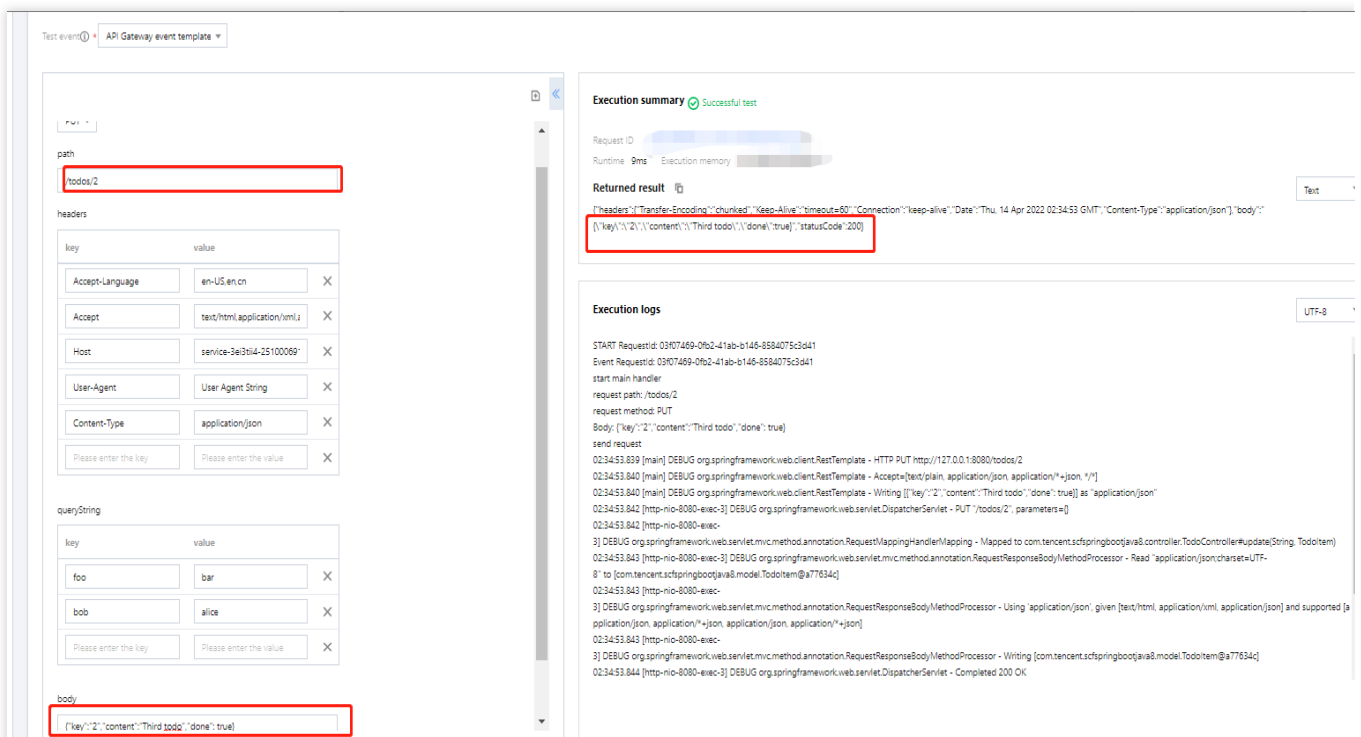 Test event * API Gateway event template
PUT
path
/todos/2
headers
key value
Accept-Language en-US,en,cn
Accept text/html,application/xml,a
Host service-3ei3tii4-25100069
User-Agent User Agent String
Content-Type application/json
Please enter the key Please enter the value
queryString
key value
foo bar
bob alice
Please enter the key Please enter the value
body
{"key":"2","content":"Third todo","done": true}
Execution summary Successful test
Request ID
Runtime 9ms Execution memory
Returned result Text
{"headers":{"Transfer-Encoding":"chunked","Keep-Alive":"timeout=60","Connection":"keep-alive","Date":"Thu, 14 Apr 2022 02:34:53 GMT","Content-Type":"application/json"},"body":"
{\"key\":\"2\",\"content\":\"Third todo\",\"done\":true}","statusCode":200}
Execution logs UTF-8
START RequestId: 03f07469-0fb2-41ab-b146-8584075c3d41
Event RequestId: 03f07469-0fb2-41ab-b146-8584075c3d41
start main handler
request path: /todos/2
request method: PUT
Body: {"key":"2","content":"Third todo","done": true}
send request
02:34:53.839 [main] DEBUG org.springframework.web.client.RestTemplate - HTTP PUT http://127.0.0.1:8080/todos/2
02:34:53.840 [main] DEBUG org.springframework.web.client.RestTemplate - Accept=[text/plain, application/json, application/*+json, */*]
02:34:53.840 [main] DEBUG org.springframework.web.client.RestTemplate - Writing [{"key":"2","content":"Third todo","done": true}] as "application/json"
02:34:53.842 [http-nio-8080-exec-3] DEBUG org.springframework.web.servlet.DispatcherServlet - PUT "/todos/2", parameters={}
02:34:53.842 [http-nio-8080-exec-
3] DEBUG org.springframework.web.servlet.mvc.method.annotation.RequestMappingHandlerMapping - Mapped to com.tencent.scfspringbootjava8.controller.TodoController#update(String, TodoItem)
02:34:53.843 [http-nio-8080-exec-3] DEBUG org.springframework.web.servlet.mvc.method.annotation.RequestResponseBodyMethodProcessor - Read "application/json;charset=UTF-
8" to [com.tencent.scfspringbootjava8.model.TodoItem@a77634c]
02:34:53.843 [http-nio-8080-exec-
3] DEBUG org.springframework.web.servlet.mvc.method.annotation.RequestResponseBodyMethodProcessor - Using 'application/json', given [text/html, application/xml, application/json] and supported [a
pplication/json, application/*+json, application/json, application/*+json]
02:34:53.843 [http-nio-8080-exec-
3] DEBUG org.springframework.web.servlet.mvc.method.annotation.RequestResponseBodyMethodProcessor - Writing [com.tencent.scfspringbootjava8.model.TodoItem@a77634c]
02:34:53.844 [http-nio-8080-exec-3] DEBUG org.springframework.web.servlet.DispatcherServlet - Completed 200 OK